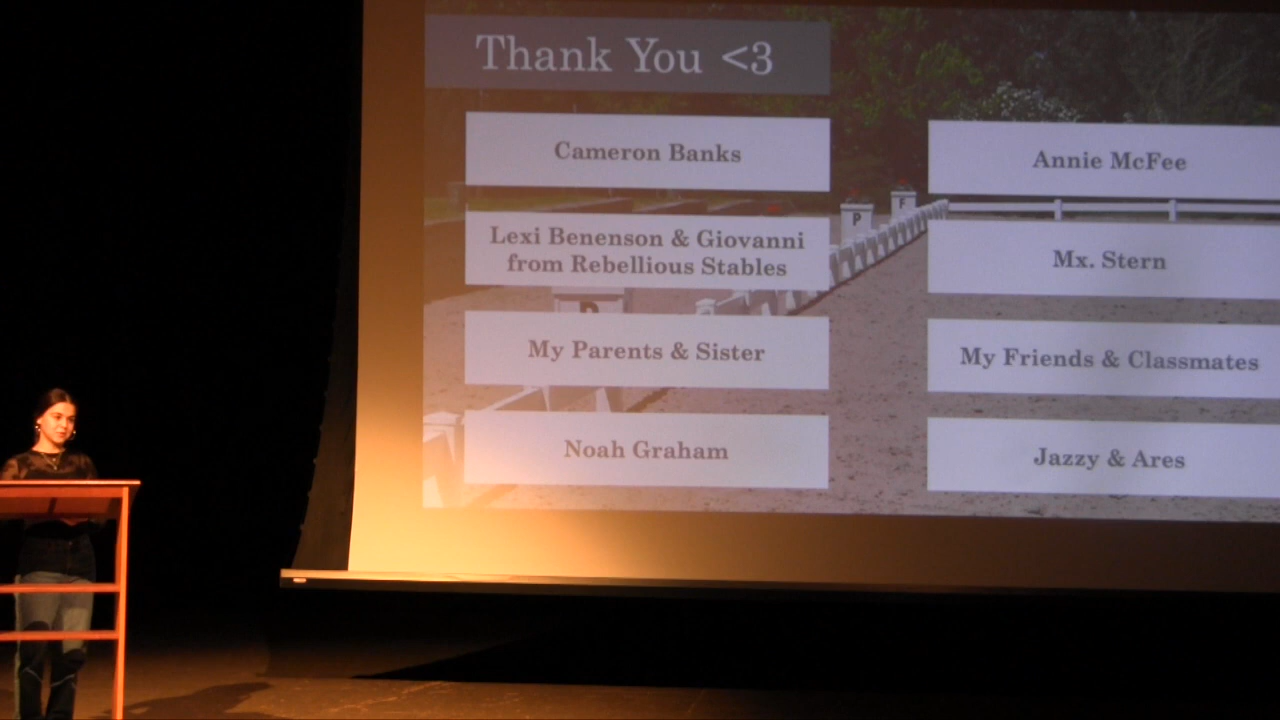 Thank You <3
Cameron Banks
Annie McFee
Lexi Benenson & Giovanni
from Rebellious Stables
Mx. Stern
My Parents & Sister
My Friends & Classmates
Noah Graham
Jazzy & Ares
P
F